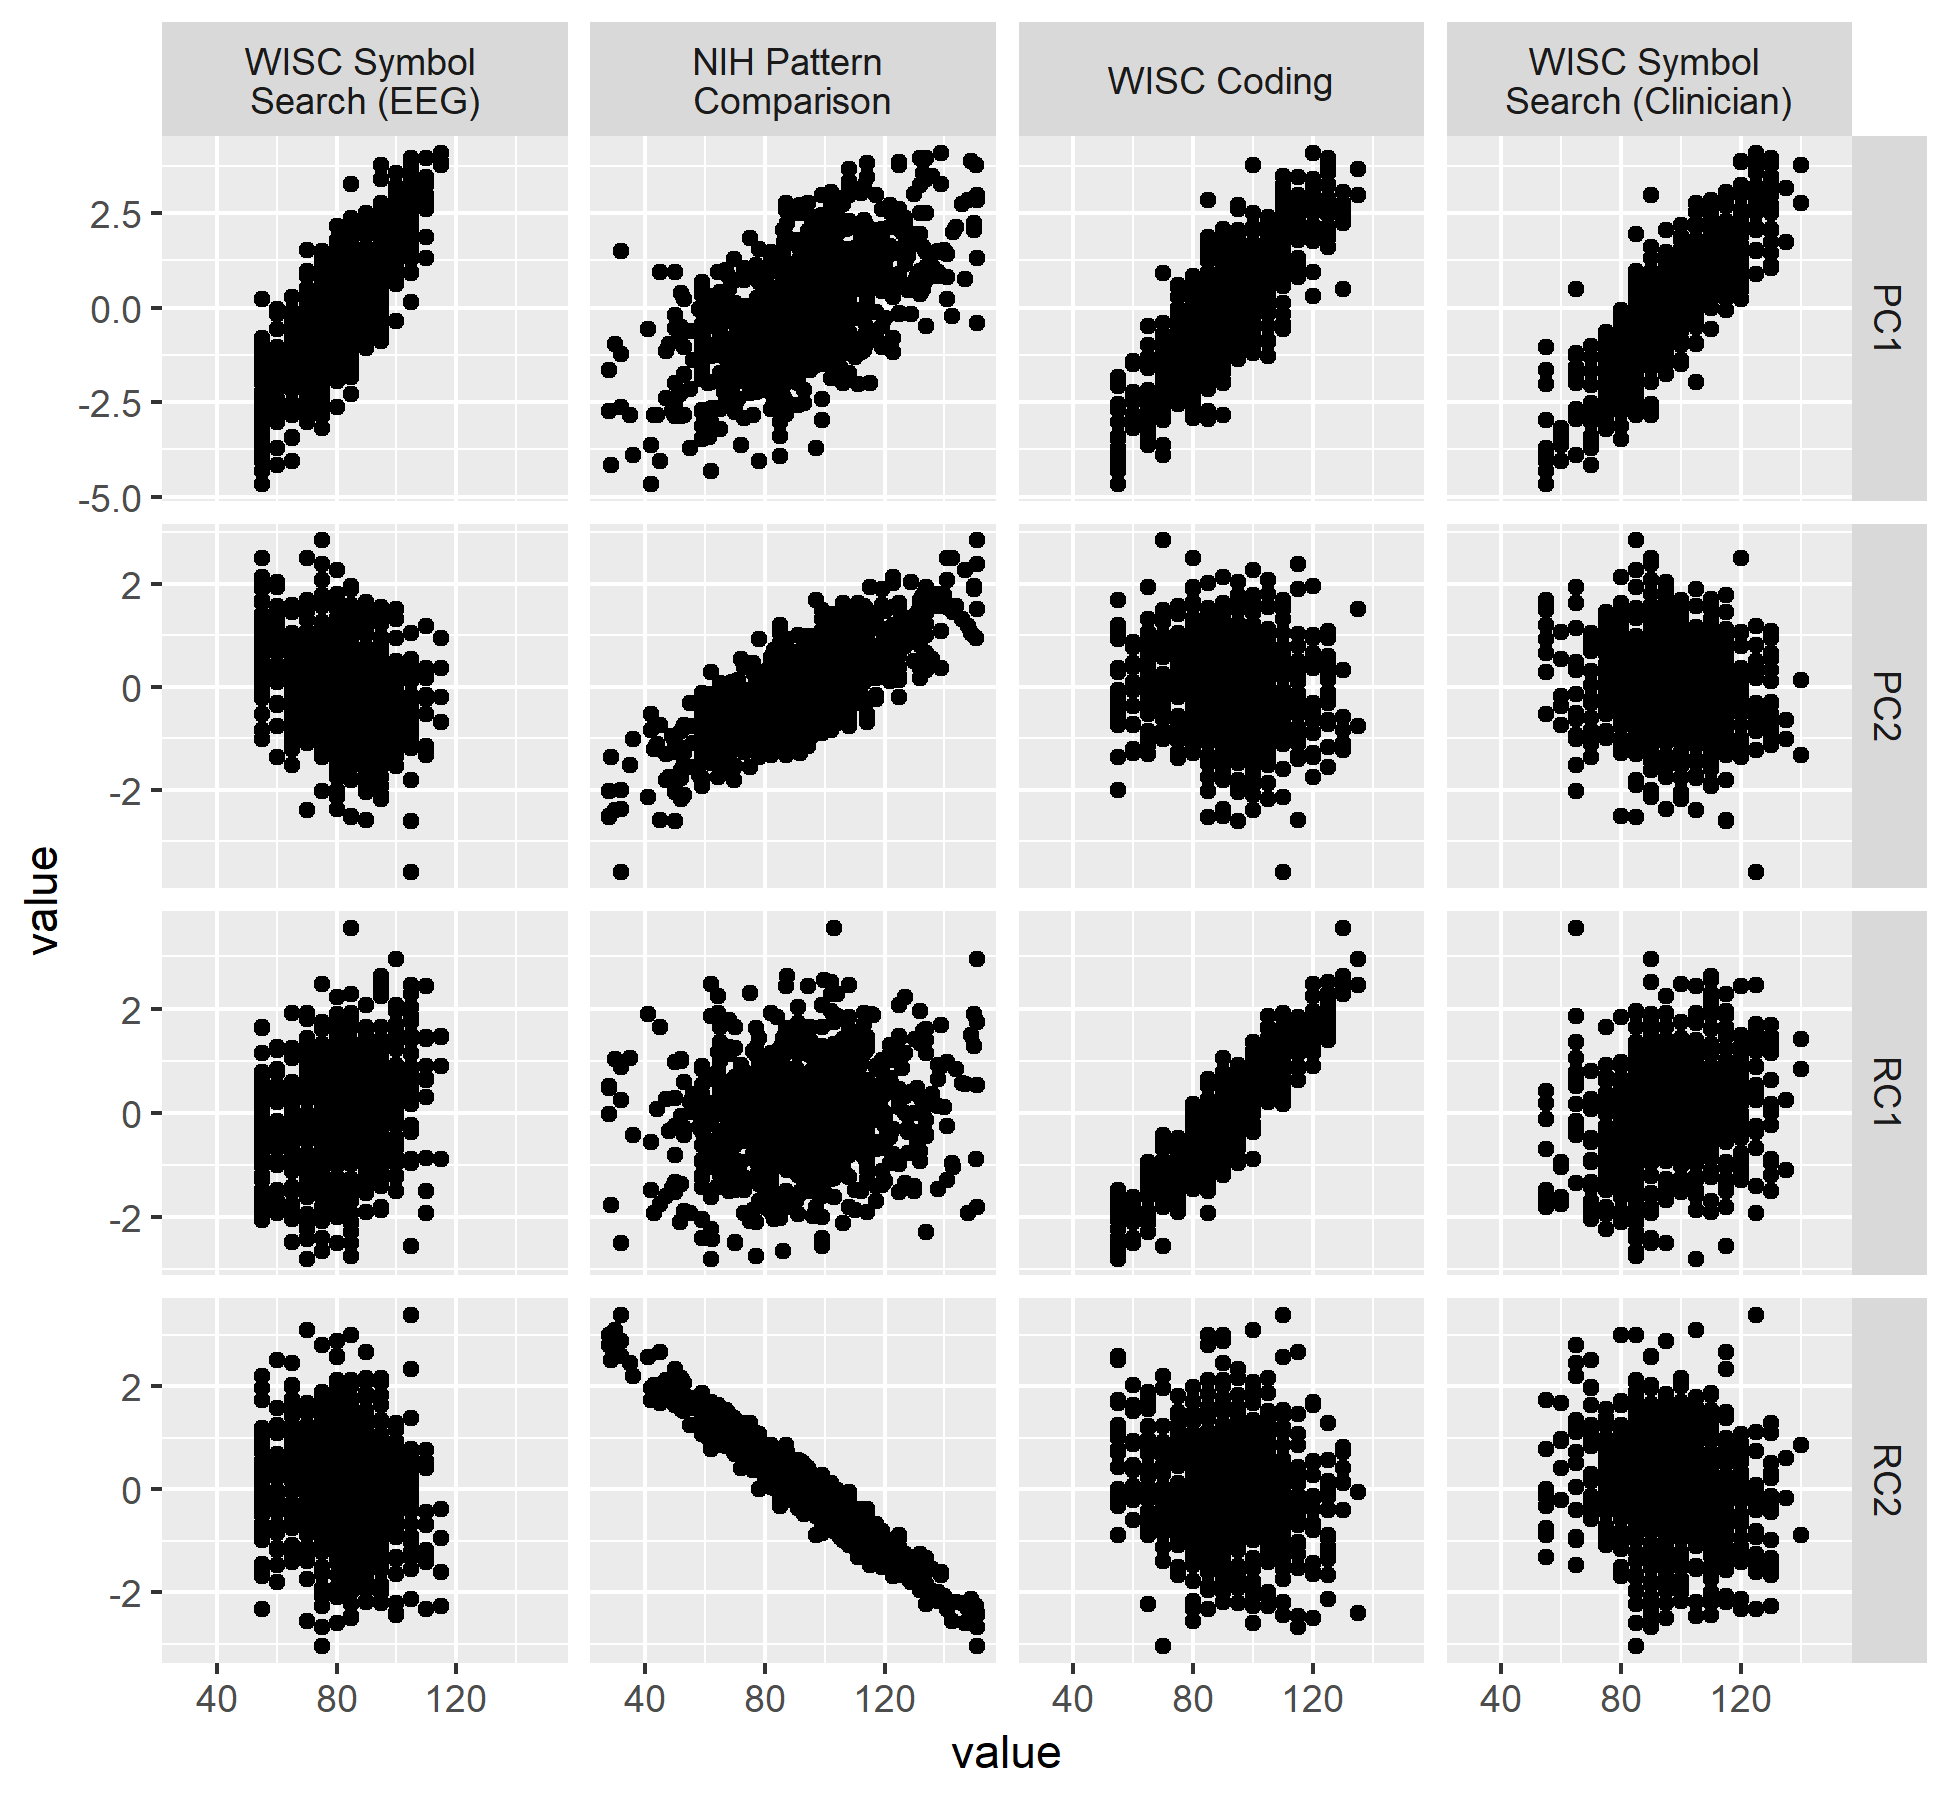 WISC Symbol
Search (EEG)
NIH Pattern
Comparison
WISC Coding
WISC Symbol
Search (Clinician)
2.5
0.0
-2.5
-5.0
PC1
2
0
-2
PC2
value
2
0
-2
RC1
2
0
-2
RC2
40 80 120
40 80 120
40 80 120
40 80 120
value